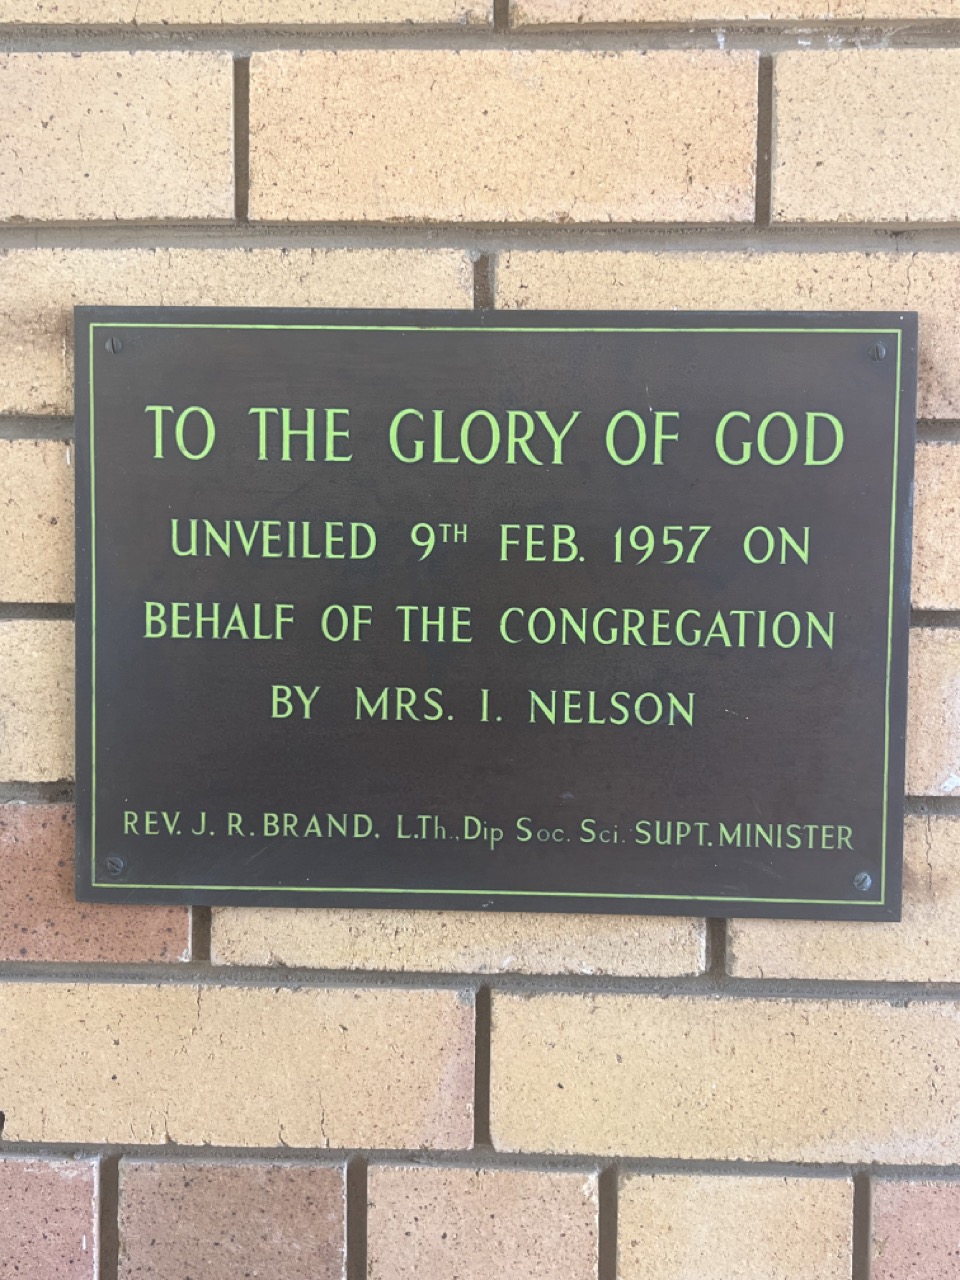 TO THE GLORY OF GOD
UNVEILED 9TH FEB. 1957 ON
BEHALF OF THE CONGREGATION
BY MRS. I. NELSON
REV. J. R. BRAND. L.Th., Dip Soc. Sci. SUPT. MINISTER